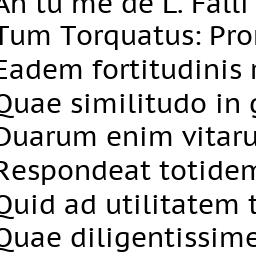 An tu me de L. Falli
Tum Torquatus: Pro
Eadem fortitudinis
Quae similitudo in
Duarum enim vitaru
Respondeat totidem
Quid ad utilitatem t
Quae diligentissime